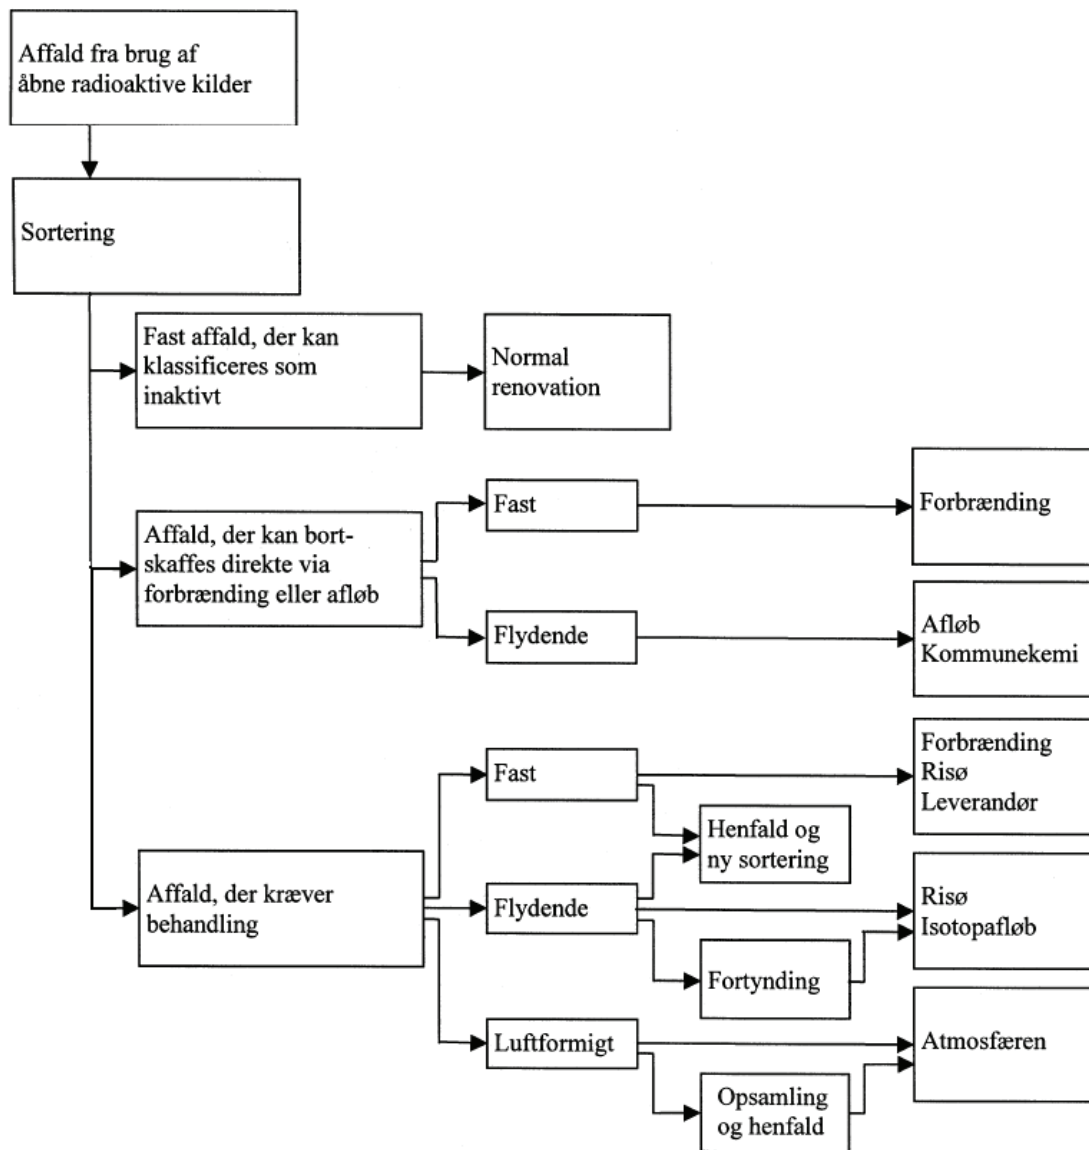 Affald fra brug af
åbne radioaktive kilder
Sortering
Fast affald, der kan
klassificeres som
inaktivt
Normal
renovation
Affald, der kan bort-
skaffes direkte via
forbrænding eller afløb
Fast
Forbrænding
Flydende
Afløb
Kommunekemi
Affald, der kræver
behandling
Fast
Forbrænding
Risø
Leverandør
Henfald og
ny sortering
Flydende
Risø
Isotopafløb
Fortynding
Luftformigt
Atmosfæren
Opsamling
og henfald